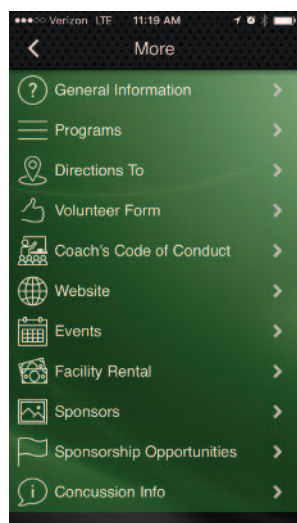 Verizon LTE 11:19 AM
More
General Information
Programs
Directions To
Volunteer Form
Coach's Code of Conduct
Website
Events
Facility Rental
Sponsors
Sponsorship Opportunities
Concussion Info